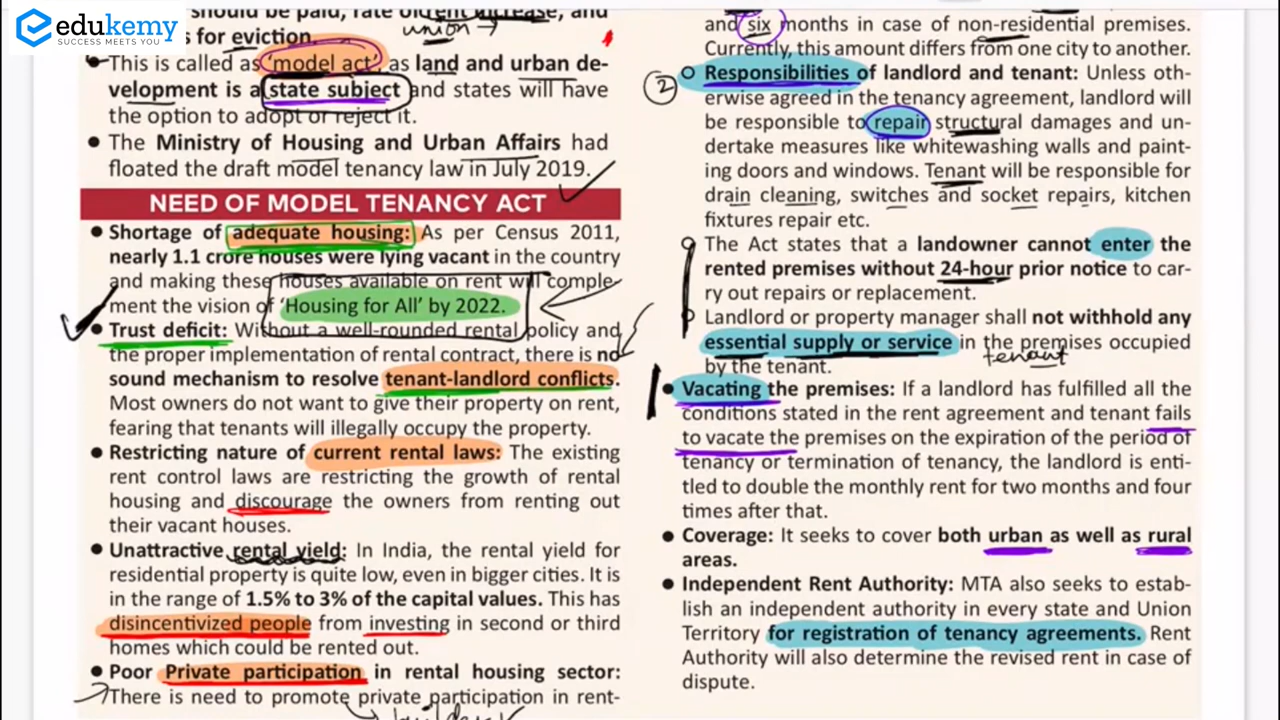 edukemy
SUCCESS MEETS YOU
should be paid, rate of rent increase, and
for eviction.
union →
• This is called as ‘model act’, as land and urban de-
velopment is a state subject and states will have
the option to adopt or reject it.
• The Ministry of Housing and Urban Affairs had
floated the draft model tenancy law in July 2019.
NEED OF MODEL TENANCY ACT
• Shortage of adequate housing: As per Census 2011,
nearly 1.1 crore houses were lying vacant in the country
and making these houses available on rent will comple-
ment the vision of ‘Housing for All’ by 2022.
• Trust deficit: Without a well-rounded rental policy and
the proper implementation of rental contract, there is no
sound mechanism to resolve tenant-landlord conflicts.
Most owners do not want to give their property on rent,
fearing that tenants will illegally occupy the property.
• Restricting nature of current rental laws: The existing
rent control laws are restricting the growth of rental
housing and discourage the owners from renting out
their vacant houses.
• Unattractive rental yield: In India, the rental yield for
residential property is quite low, even in bigger cities. It is
in the range of 1.5% to 3% of the capital values. This has
disincentivized people from investing in second or third
homes which could be rented out.
• Poor Private participation in rental housing sector:
There is need to promote private participation in rent-
and six months in case of non-residential premises.
Currently, this amount differs from one city to another.
2
Responsibilities of landlord and tenant: Unless oth-
erwise agreed in the tenancy agreement, landlord will
be responsible to repair structural damages and un-
dertake measures like whitewashing walls and paint-
ing doors and windows. Tenant will be responsible for
drain cleaning, switches and socket repairs, kitchen
fixtures repair etc.
The Act states that a landowner cannot enter the
rented premises without 24-hour prior notice to car-
ry out repairs or replacement.
Landlord or property manager shall not withhold any
essential supply or service in the premises occupied
by the tenant.
tenant
• Vacating the premises: If a landlord has fulfilled all the
conditions stated in the rent agreement and tenant fails
to vacate the premises on the expiration of the period of
tenancy or termination of tenancy, the landlord is enti-
tled to double the monthly rent for two months and four
times after that.
• Coverage: It seeks to cover both urban as well as rural
areas.
• Independent Rent Authority: MTA also seeks to estab-
lish an independent authority in every state and Union
Territory for registration of tenancy agreements. Rent
Authority will also determine the revised rent in case of
dispute.